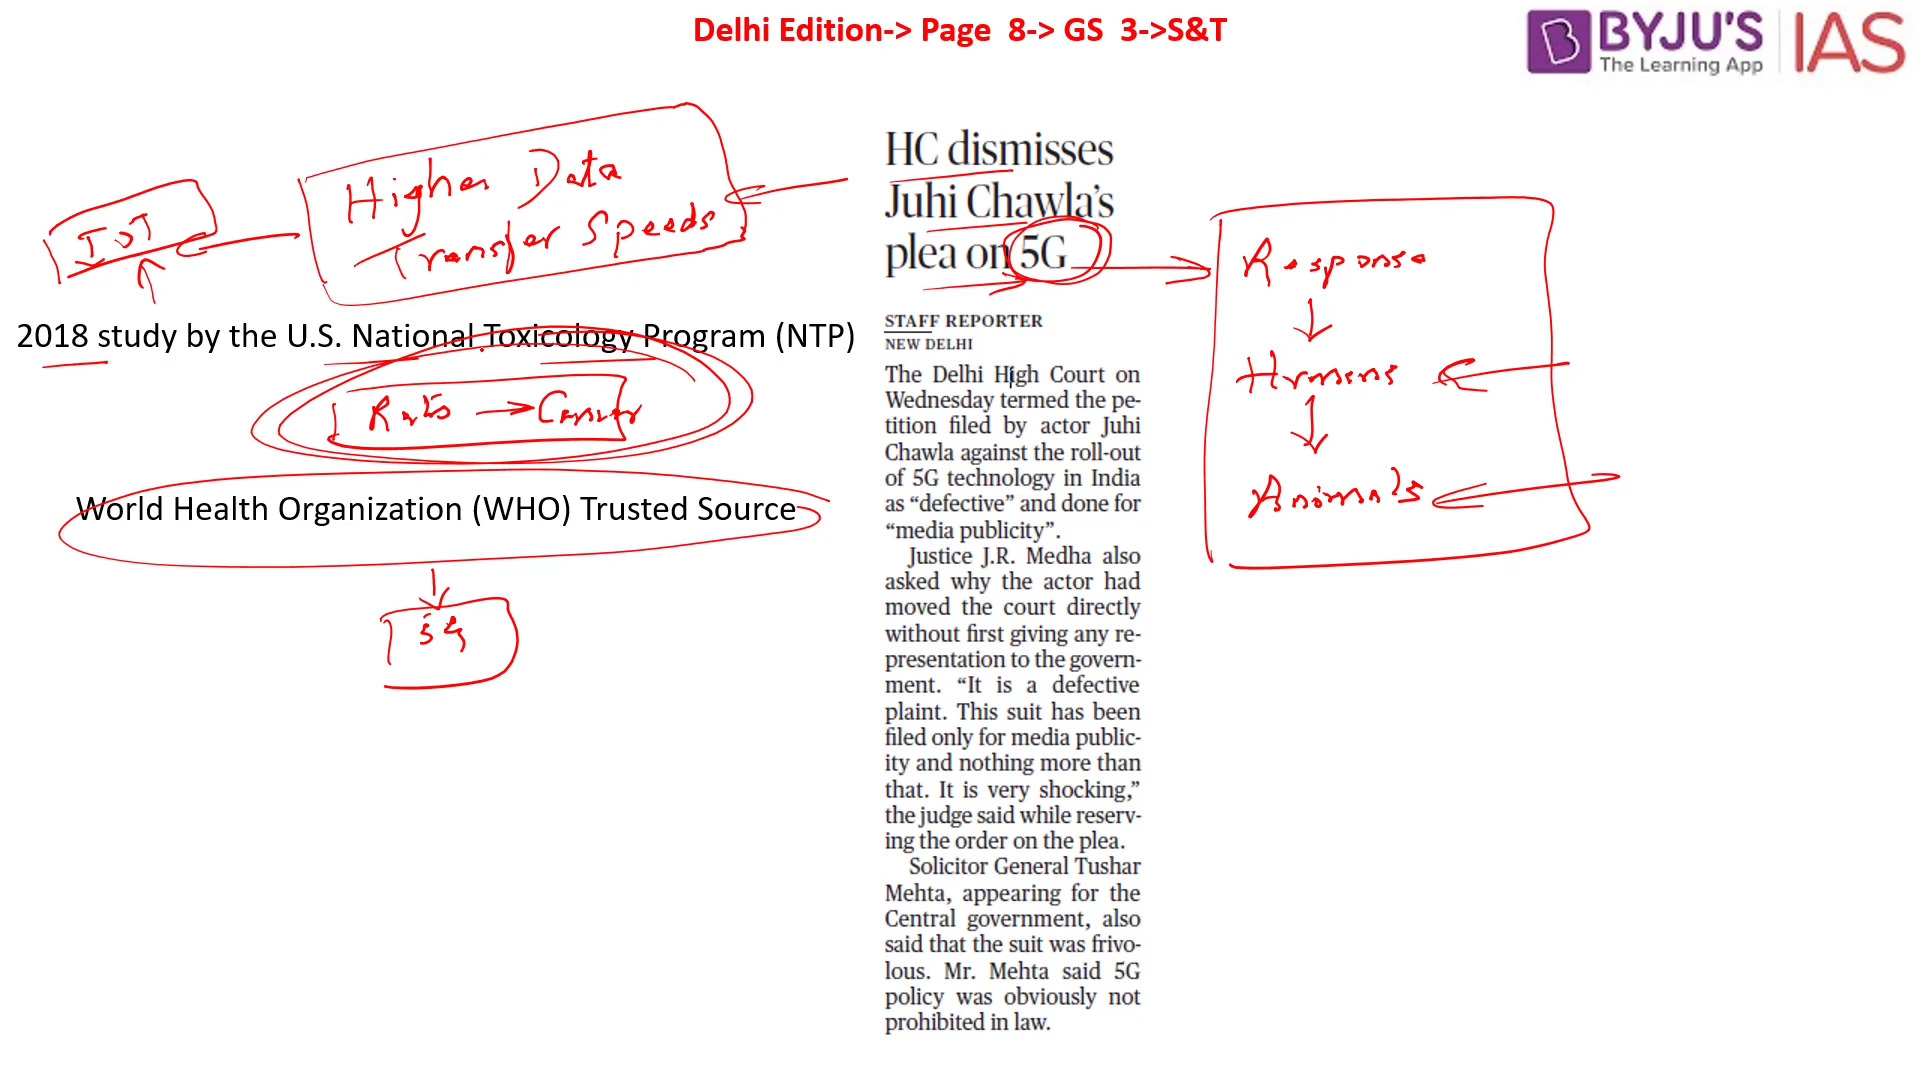 Delhi Edition-> Page 8-> GS 3->S&T
BYJU'S
The Learning App
IAS
Higher Data
Transfer Speeds
IOT
2018 study by the U.S. National Toxicology Program (NTP)
Rats → Cancer
World Health Organization (WHO) Trusted Source
5G
HC dismisses
Juhi Chawla's
plea on 5G
STAFF REPORTER
NEW DELHI
The Delhi High Court on
Wednesday termed the pe-
tition filed by actor Juhi
Chawla against the roll-out
of 5G technology in India
as “defective” and done for
“media publicity”.
Justice J.R. Medha also
asked why the actor had
moved the court directly
without first giving any re-
presentation to the govern-
ment. “It is a defective
plaint. This suit has been
filed only for media public-
ity and nothing more than
that. It is very shocking,”
the judge said while reserv-
ing the order on the plea.
Solicitor General Tushar
Mehta, appearing for the
Central government, also
said that the suit was frivo-
lous. Mr. Mehta said 5G
policy was obviously not
prohibited in law.
Response
Humans
Animals